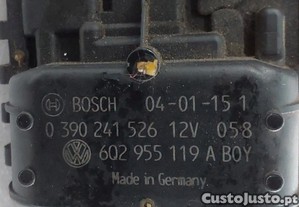 BOSCH 04-01-15 1
0 390 241 526 12V 058
6Q2 955 119 A BOY
Made in Germany.
CustoJusto.pt